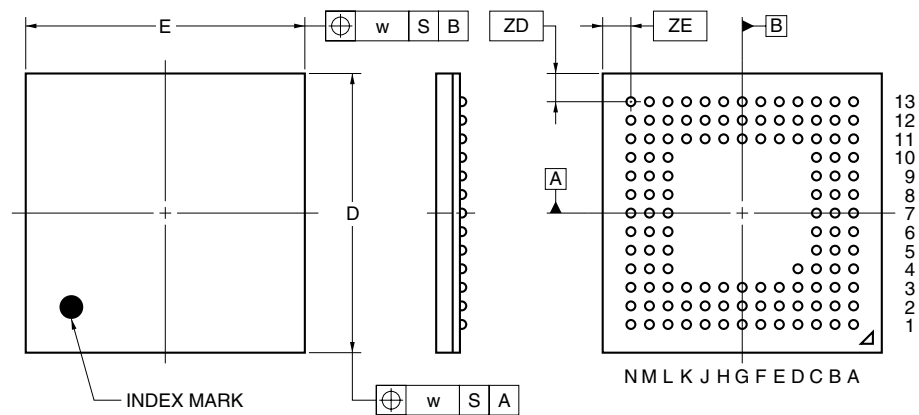 E
w S B
ZD
ZE
B
13
12
11
10
9
8
7
6
5
4
3
2
1
A
D
INDEX MARK
w S A
N M L K J H G F E D C B A